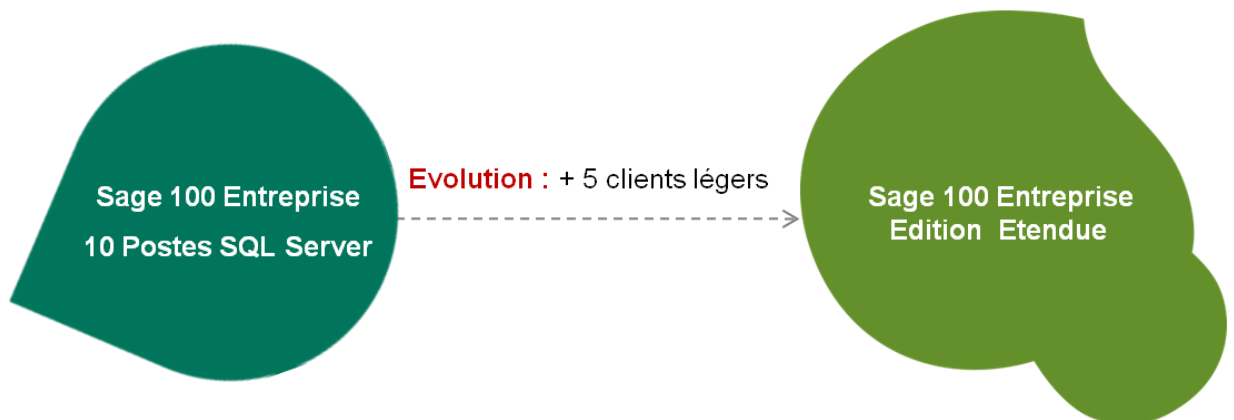 Sage 100 Entreprise
10 Postes SQL Server
Evolution : + 5 clients légers
Sage 100 Entreprise
Edition Etendue